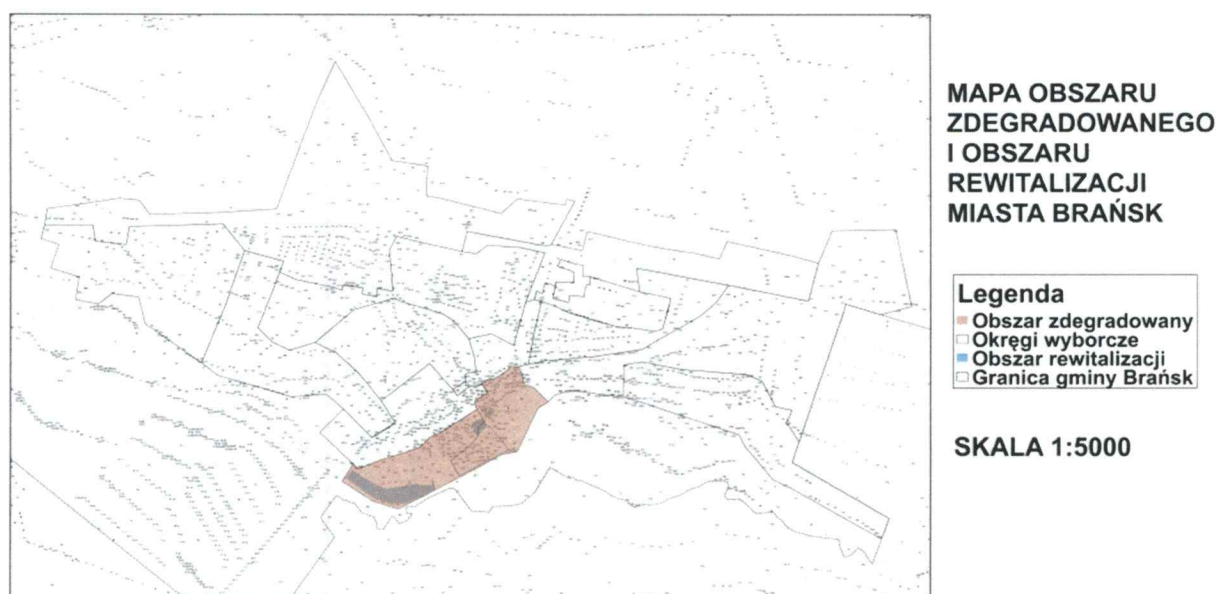 MAPA OBSZARU
ZDEGRADOWANEGO
I OBSZARU
REWITALIZACJI
MIASTA BRAŃSK
Legenda
Obszar zdegradowany
Okręgi wyborcze
Obszar rewitalizacji
Granica gminy Brańsk
SKALA 1:5000